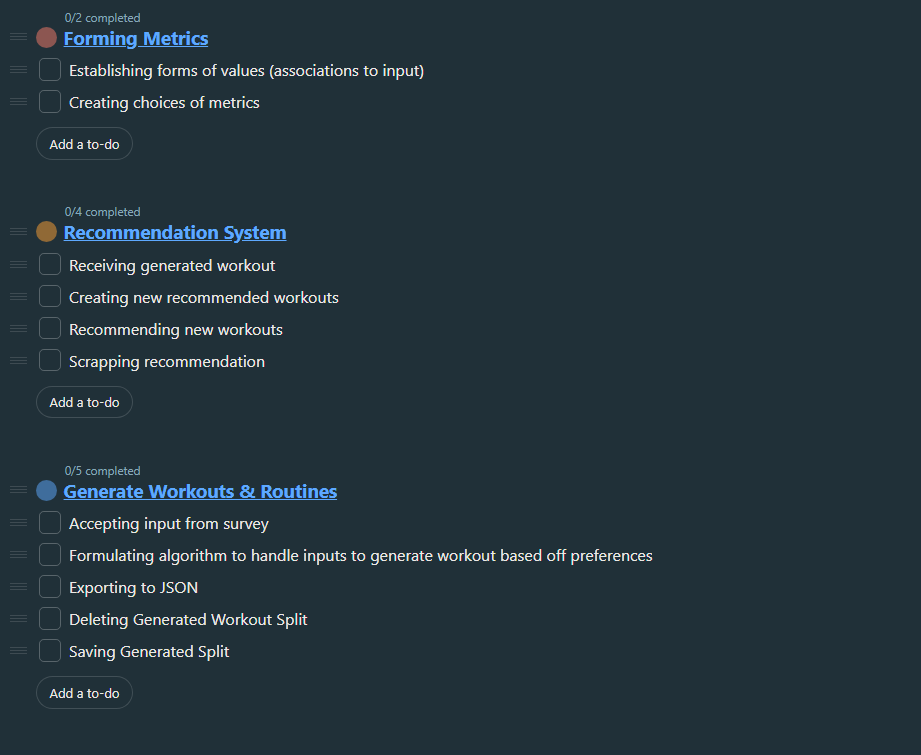 0/2 completed
Forming Metrics
Establishing forms of values (associations to input)
Creating choices of metrics
Add a to-do
0/4 completed
Recommendation System
Receiving generated workout
Creating new recommended workouts
Recommending new workouts
Scrapping recommendation
Add a to-do
0/5 completed
Generate Workouts & Routines
Accepting input from survey
Formulating algorithm to handle inputs to generate workout based off preferences
Exporting to JSON
Deleting Generated Workout Split
Saving Generated Split
Add a to-do